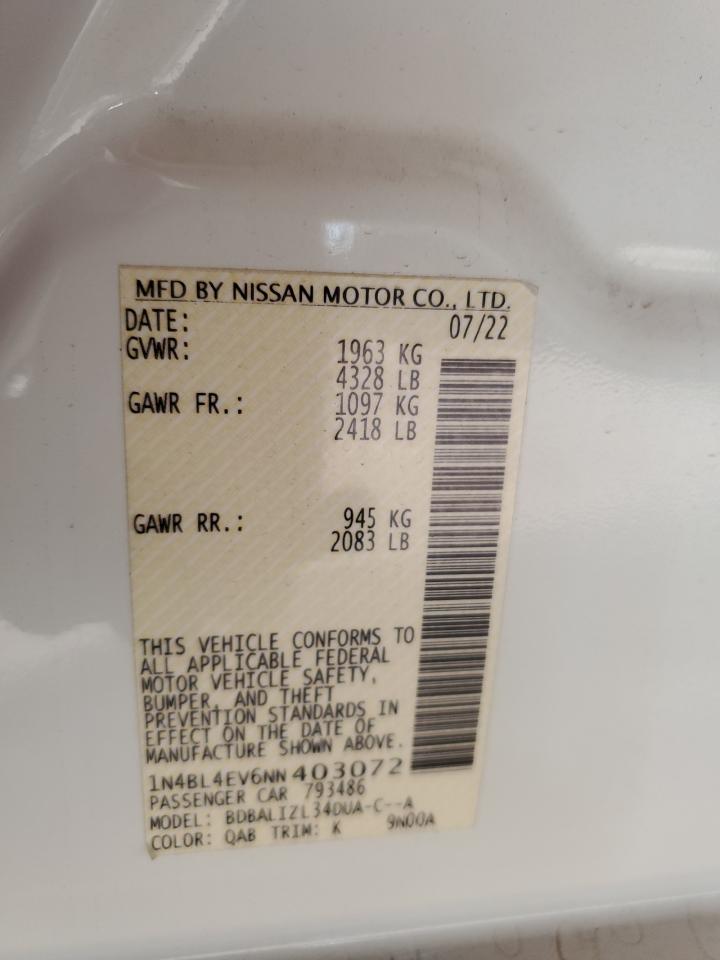 MFD BY NISSAN MOTOR CO., LTD.
DATE: 07/22
GVWR: 1963 KG
4328 LB
GAWR FR.: 1097 KG
2418 LB
GAWR RR.: 945 KG
2083 LB
THIS VEHICLE CONFORMS TO
ALL APPLICABLE FEDERAL
MOTOR VEHICLE SAFETY,
BUMPER, AND THEFT
PREVENTION STANDARDS IN
EFFECT ON THE DATE OF
MANUFACTURE SHOWN ABOVE.
1N4BL4EV6NN403072
PASSENGER CAR 793486
MODEL: BDBALIZL34DUA-C--A
COLOR: QAB TRIM: K 9N00A